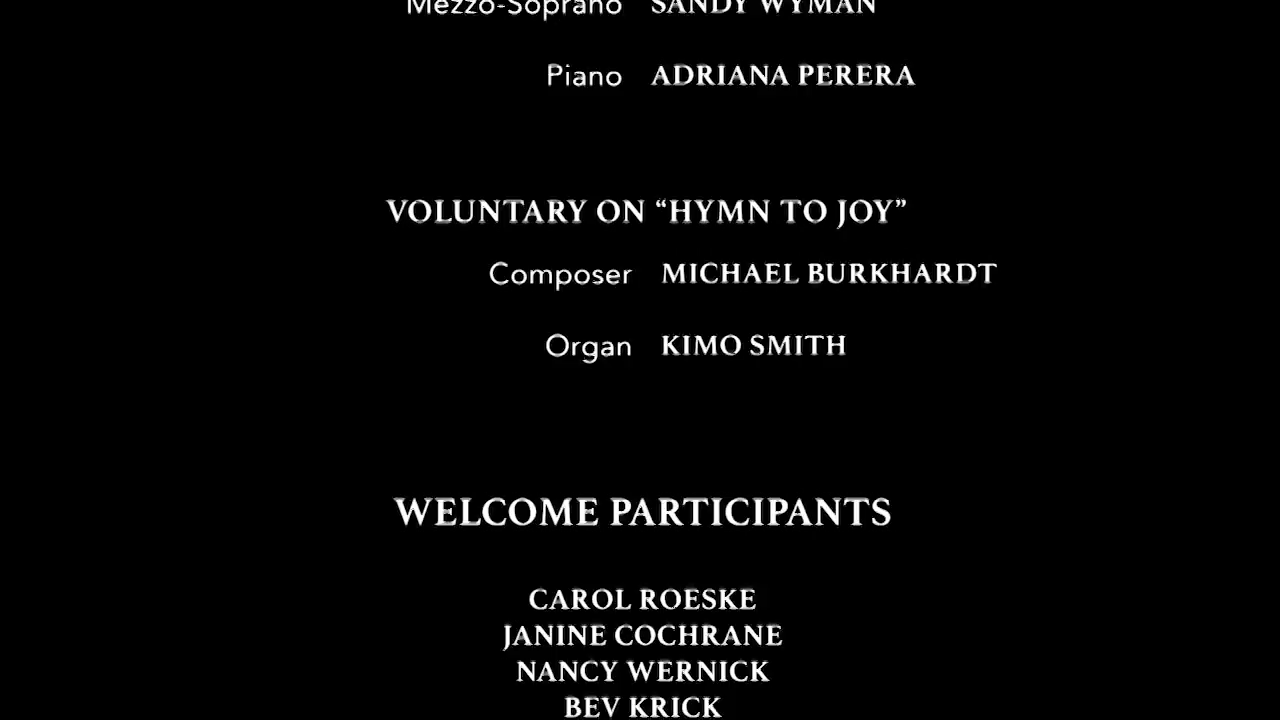 Mezzo-Soprano SANDY WYMAN
Piano ADRIANA PERERA
VOLUNTARY ON “HYMN TO JOY”
Composer MICHAEL BURKHARDT
Organ KIMO SMITH
WELCOME PARTICIPANTS
CAROL ROESKE
JANINE COCHRANE
NANCY WERNICK
BEV KRICK